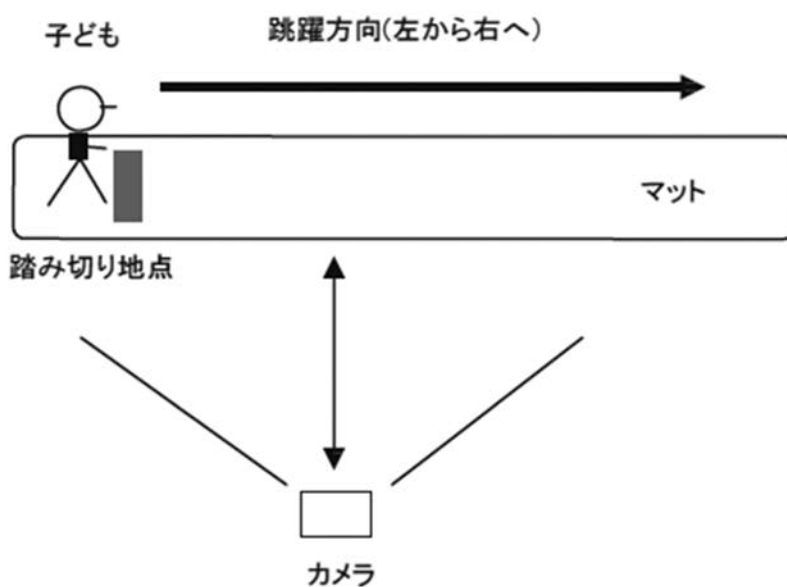 子ども
跳躍方向(左から右へ)
マット
踏み切り地点
カメラ